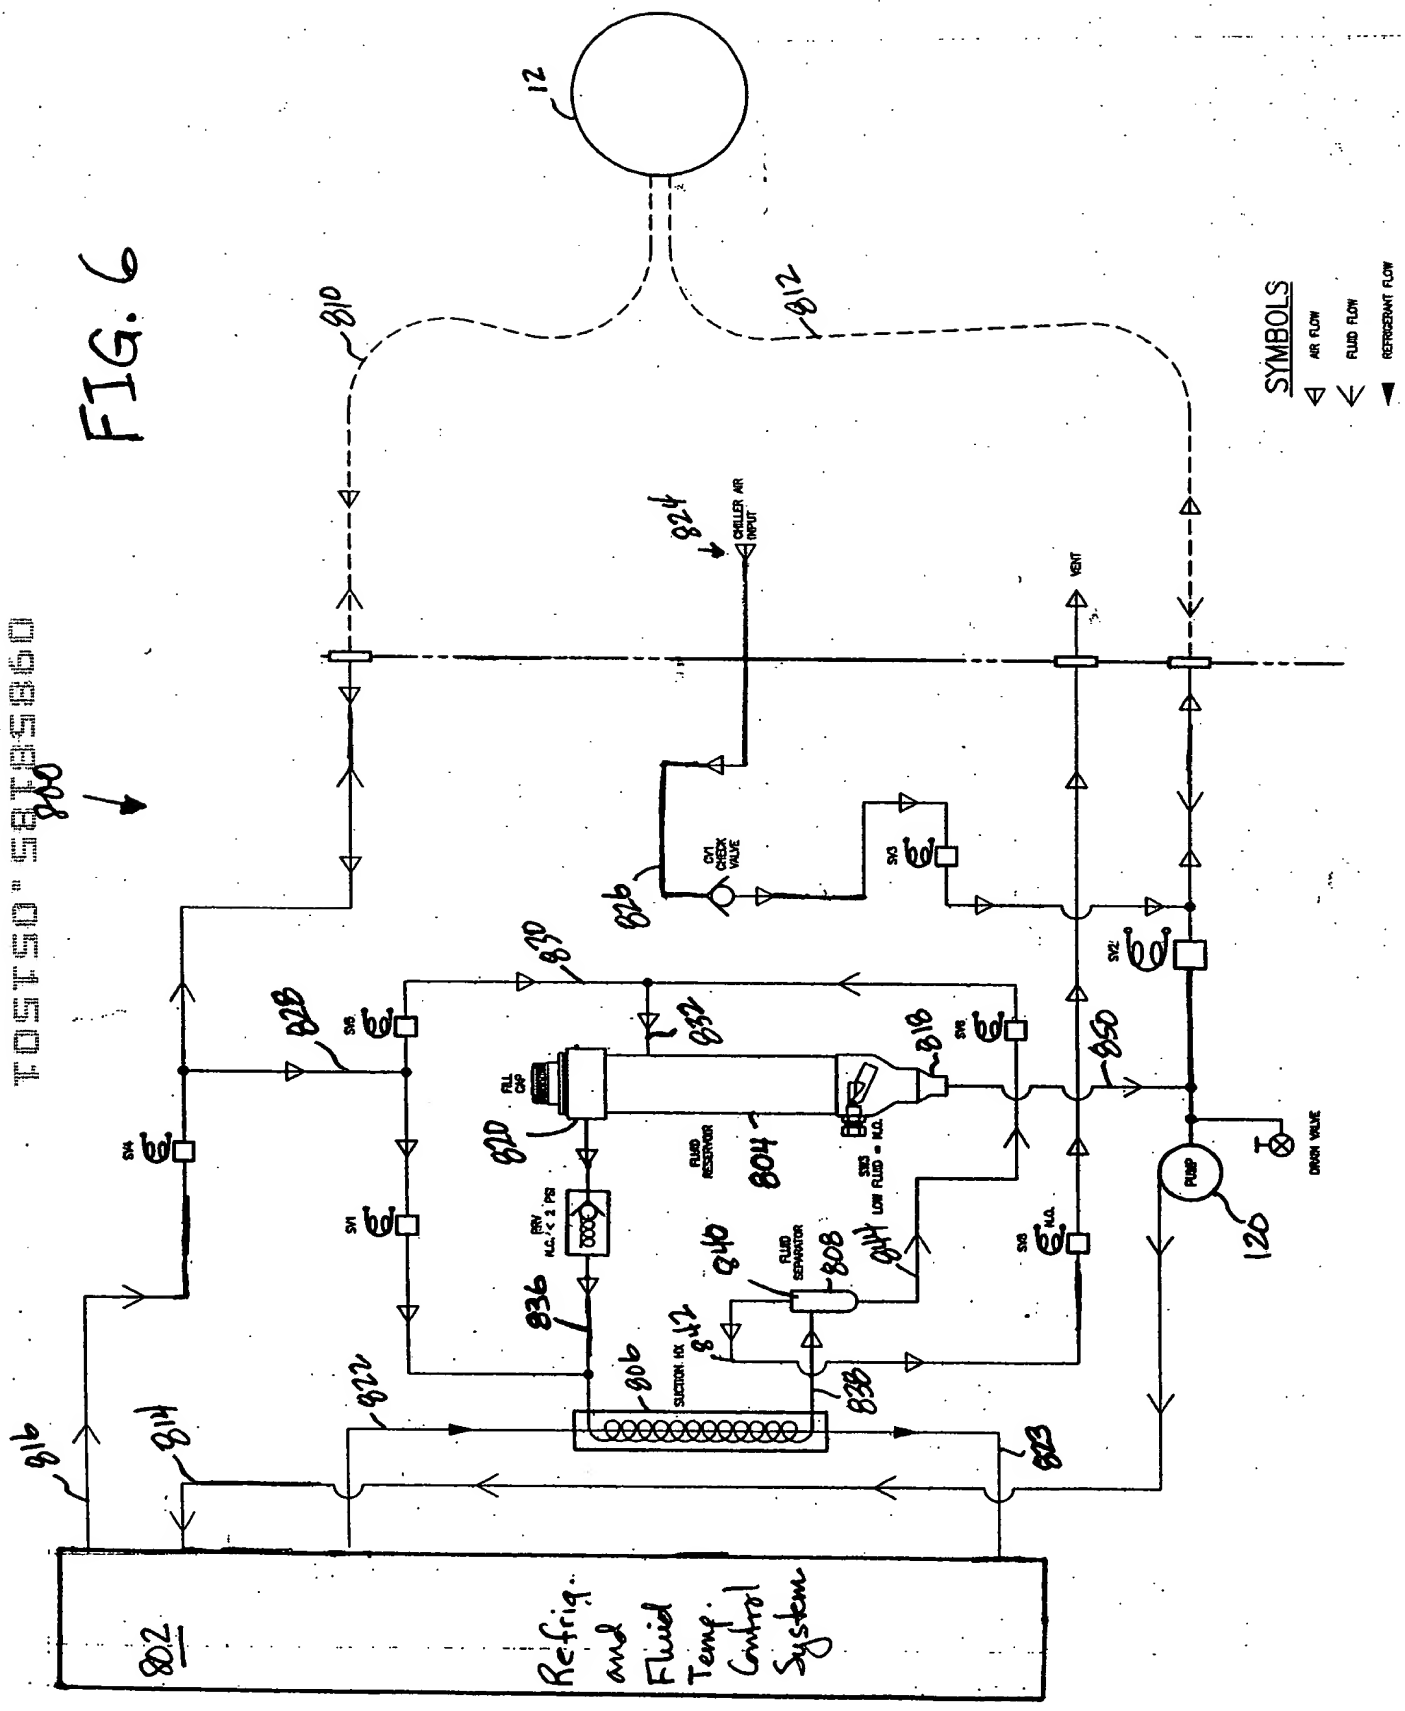 09858185.051501
800
FIG. 6
12
810
812
824
CHILLER AIR
INPUT
VENT
826
CV1
CHECK
VALVE
SV3
SV2
830
828
SV5
832
818
SV6
850
FILL
CAP
820
FLUID
RESERVOIR
804
LOW FLUID = N.O.
SV4
SV1
PRV
N.C. < 2 PSI
836
840
FLUID
SEPARATOR
808
844
N.O.
PUMP
120
DRAIN VALVE
822
806
SUCTION HX
842
838
823
816
814
802
Refrig.
and
Fluid
Temp.
Control
System
SYMBOLS
AIR FLOW
FLUID FLOW
REFRIGERANT FLOW